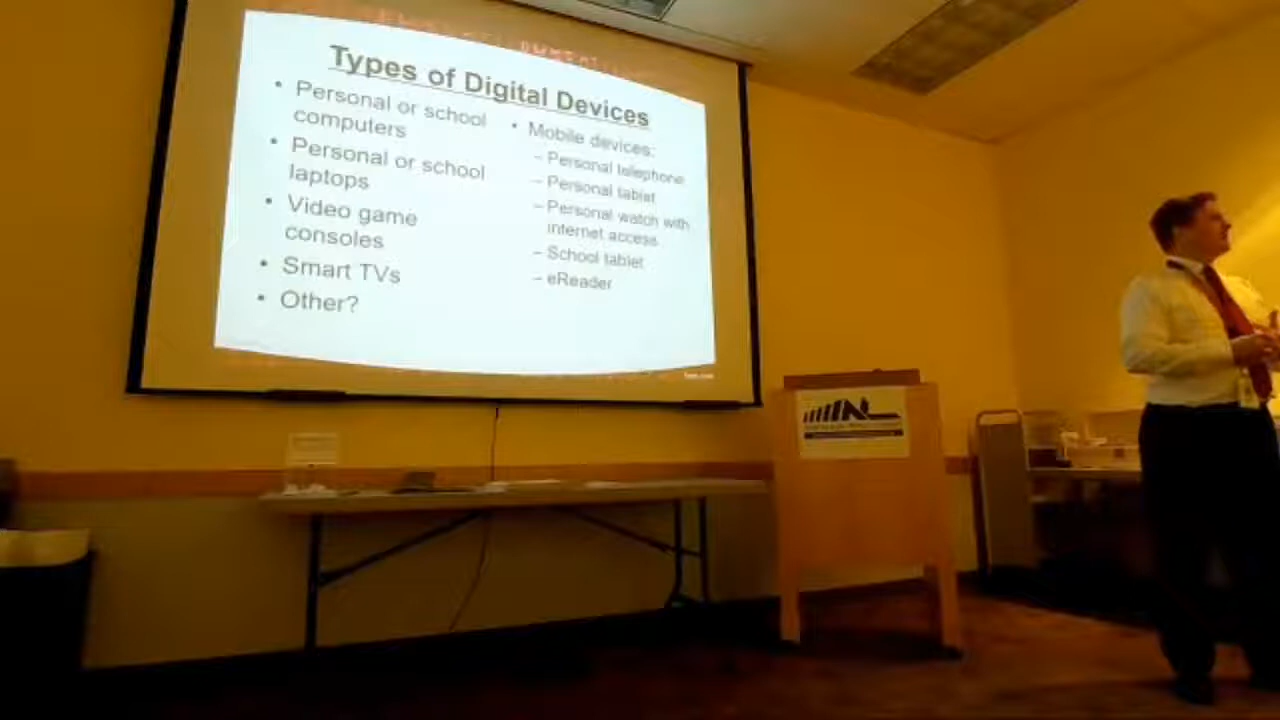 Types of Digital Devices
• Personal or school
computers
• Personal or school
laptops
• Video game
consoles
• Smart TVs
• Other?
• Mobile devices:
– Personal telephone
– Personal tablet
– Personal watch with
internet access
– School tablet
– eReader